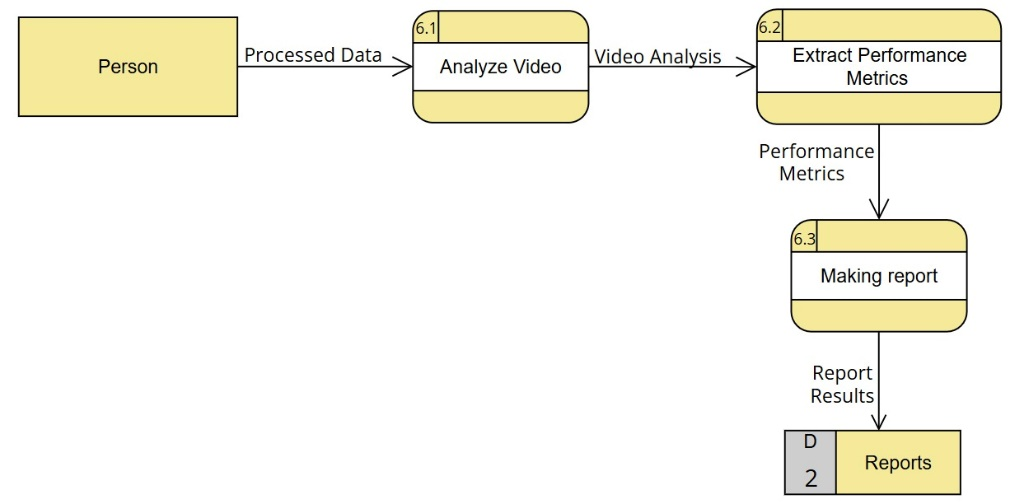 Person
Processed Data
6.1
Analyze Video
Video Analysis
6.2
Extract Performance
Metrics
Performance
Metrics
6.3
Making report
Report
Results
D
2
Reports